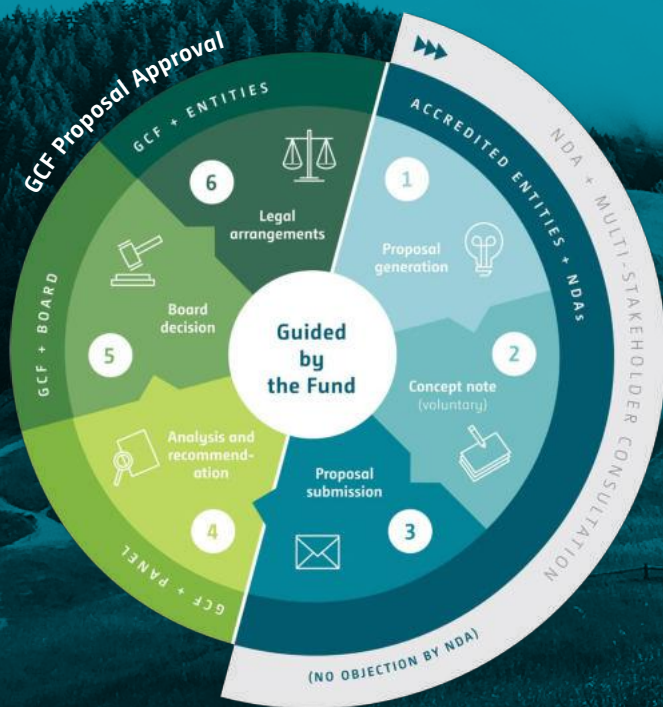 GCF Proposal Approval
GCF + ENTITIES
ACCREDITED ENTITIES + NDAs
NDA + MULTI-STAKEHOLDER CONSULTATION
(NO OBJECTION BY NDA)
GCF + PANEL
GCF + BOARD
1
Proposal
generation
2
Concept note
(voluntary)
3
Proposal
submission
4
Analysis and
recommend-
ation
5
Board
decision
6
Legal
arrangements
Guided
by
the Fund